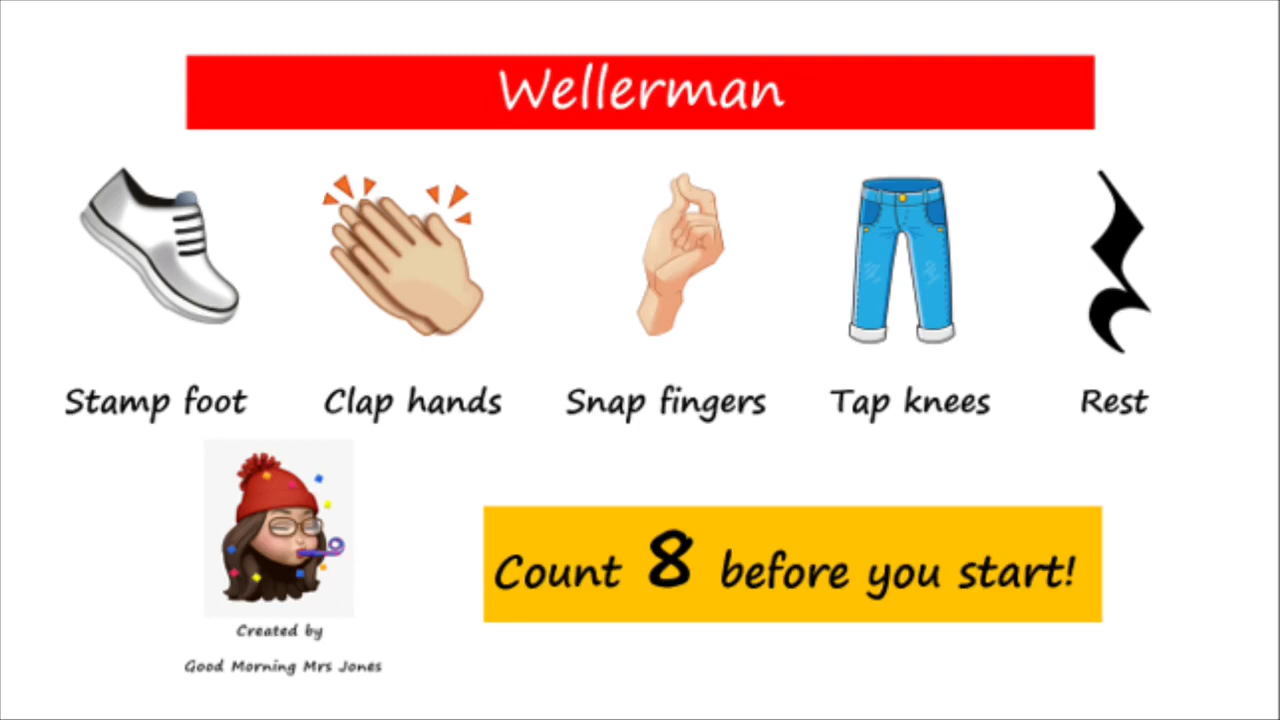 Wellerman
Stamp foot Clap hands Snap fingers Tap knees Rest
Count 8 before you start!
Created by
Good Morning Mrs Jones